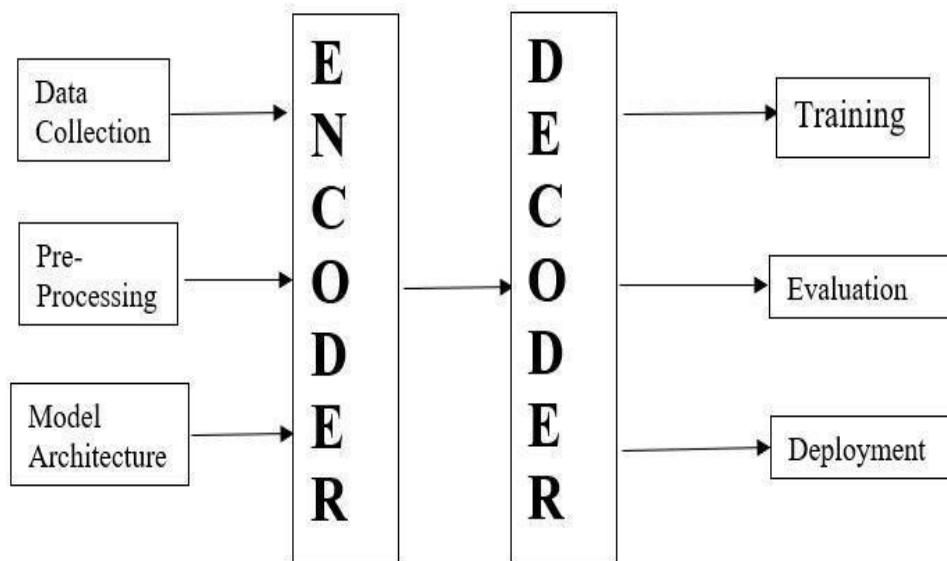 Data
Collection
Pre-
Processing
Model
Architecture
E
N
C
O
D
E
R
D
E
C
O
D
E
R
Training
Evaluation
Deployment